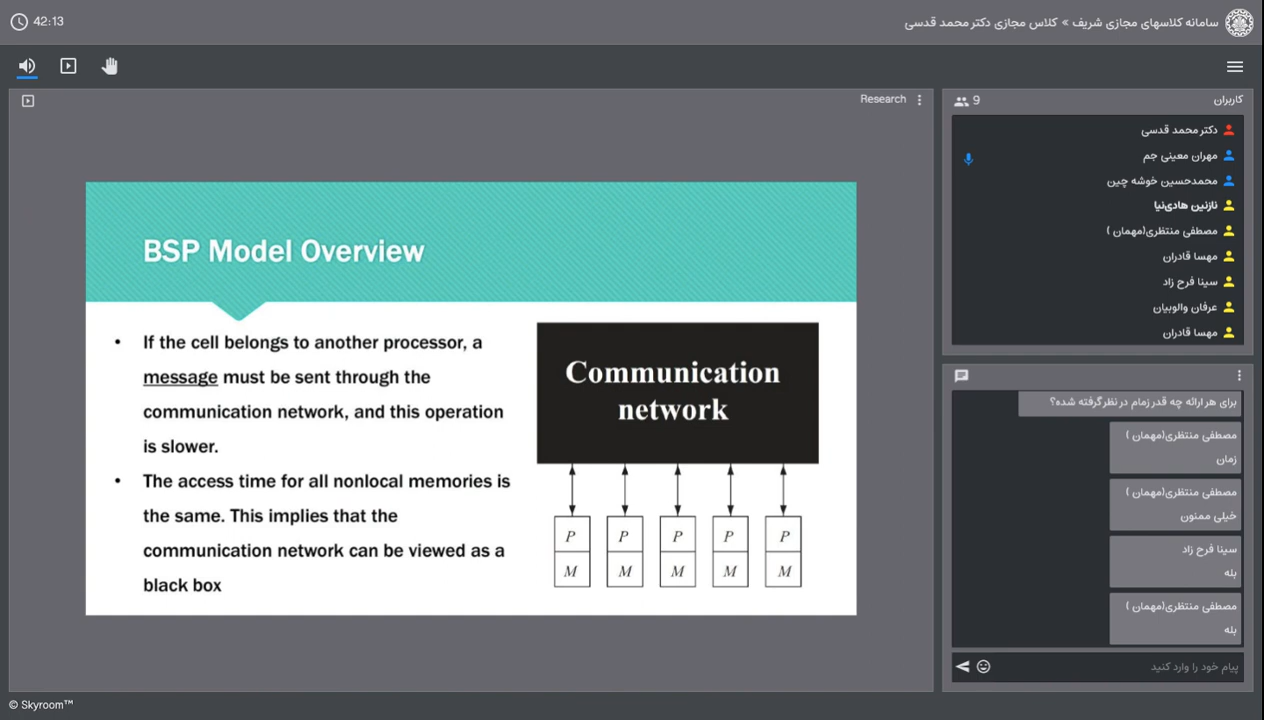 42:13
سامانه کلاسهای مجازی شریف » کلاس مجازی دکتر محمد قدسی
Research
BSP Model Overview
• If the cell belongs to another processor, a
message must be sent through the
communication network, and this operation
is slower.
• The access time for all nonlocal memories is
the same. This implies that the
communication network can be viewed as a
black box
Communication
network
P P P P P
M M M M M
9
کاربران
دکتر محمد قدسی
مهران معینی جم
محمدحسین خوشه چین
نازنین هادی‌نیا
مصطفی منتظری(مهمان )
مهسا قادران
سینا فرح زاد
عرفان والوبیان
مهسا قادران
برای هر ارائه چه قدر زمام در نظر گرفته شده؟
مصطفی منتظری(مهمان )
زمان
مصطفی منتظری(مهمان )
خیلی ممنون
سینا فرح زاد
بله
مصطفی منتظری(مهمان )
بله
پیام خود را وارد کنید
© Skyroom™